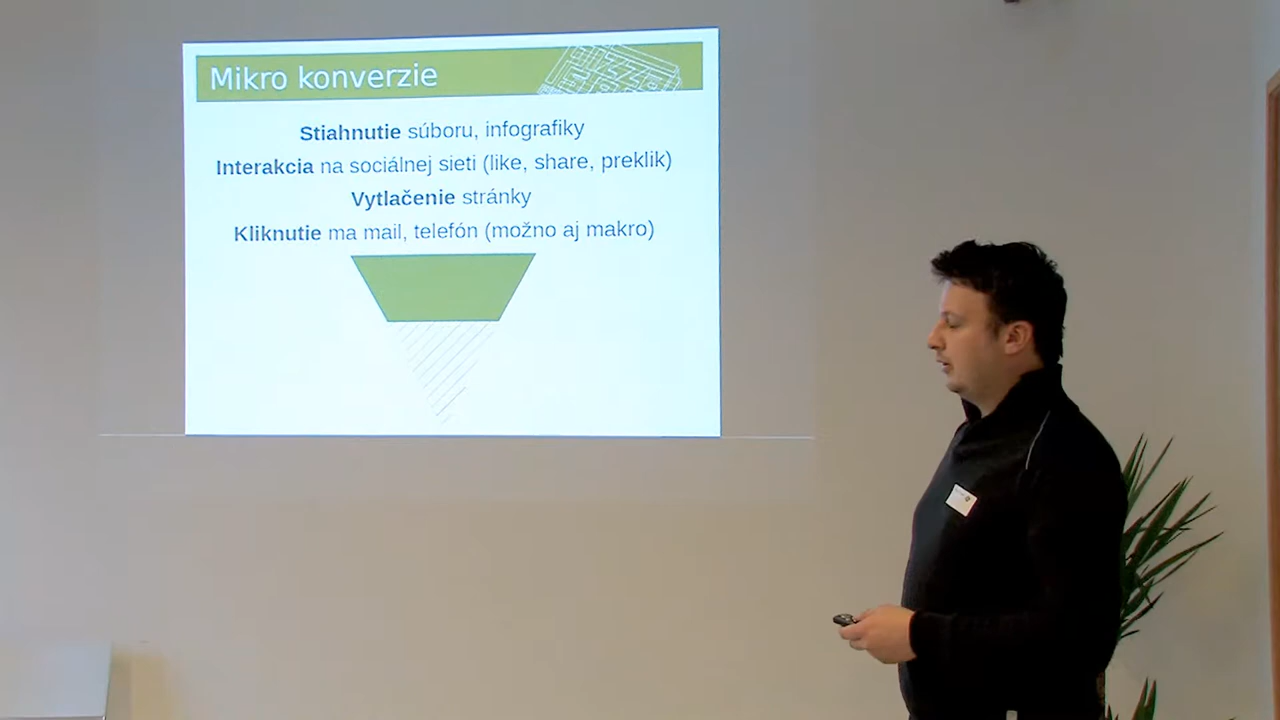 Mikro konverzie
Stiahnutie súboru, infografiky
Interakcia na sociálnej sieti (like, share, preklik)
Vytlačenie stránky
Kliknutie ma mail, telefón (možno aj makro)